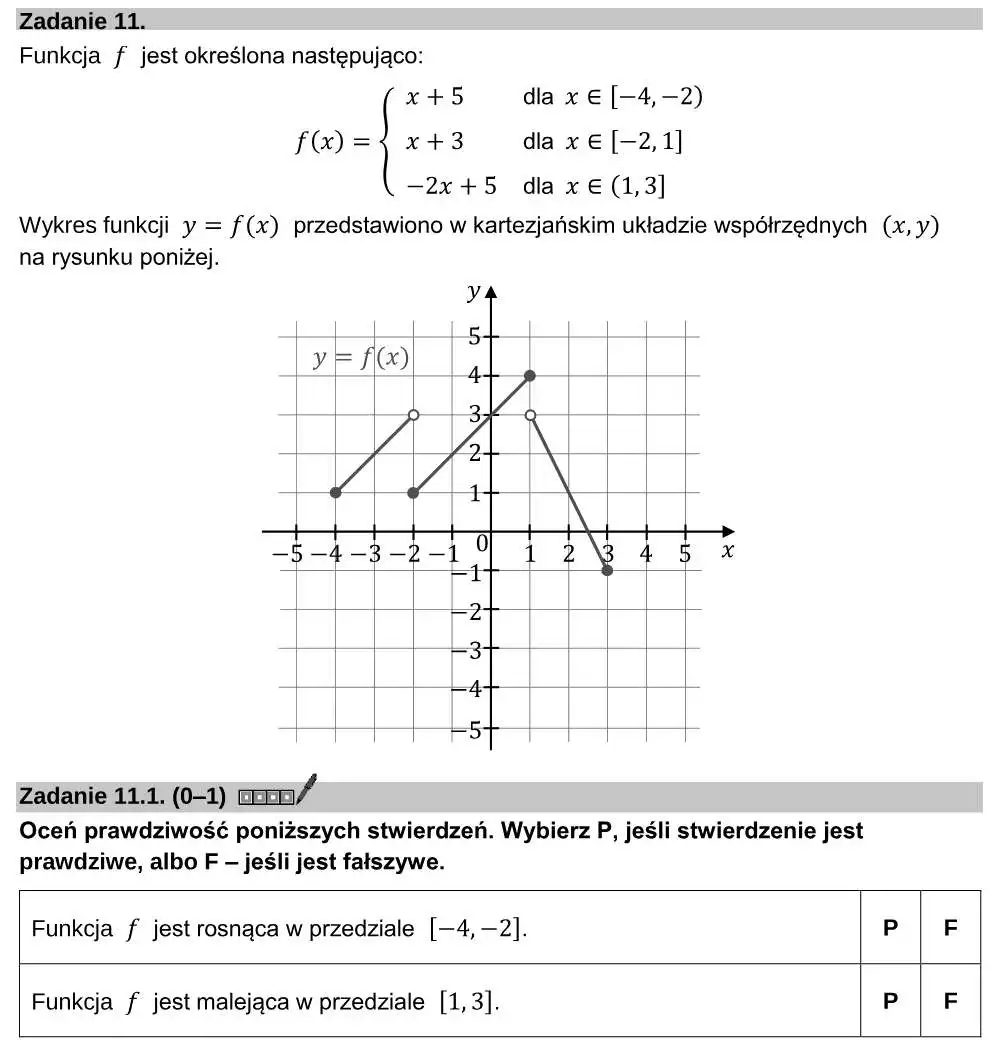 Zadanie 11.
Funkcja f jest określona następująco:
x + 5 dla x ∈ [−4, −2)
f(x) = { x + 3 dla x ∈ [−2, 1]
−2x + 5 dla x ∈ (1, 3]
Wykres funkcji y = f(x) przedstawiono w kartezjańskim układzie współrzędnych (x, y)
na rysunku poniżej.
y
5
y = f(x)
4
3
2
1
0
−5 −4 −3 −2 −1 1 2 3 4 5 x
−1
−2
−3
−4
−5
Zadanie 11.1. (0–1)
Oceń prawdziwość poniższych stwierdzeń. Wybierz P, jeśli stwierdzenie jest
prawdziwe, albo F – jeśli jest fałszywe.
Funkcja f jest rosnąca w przedziale [−4, −2]. P F
Funkcja f jest malejąca w przedziale [1, 3]. P F